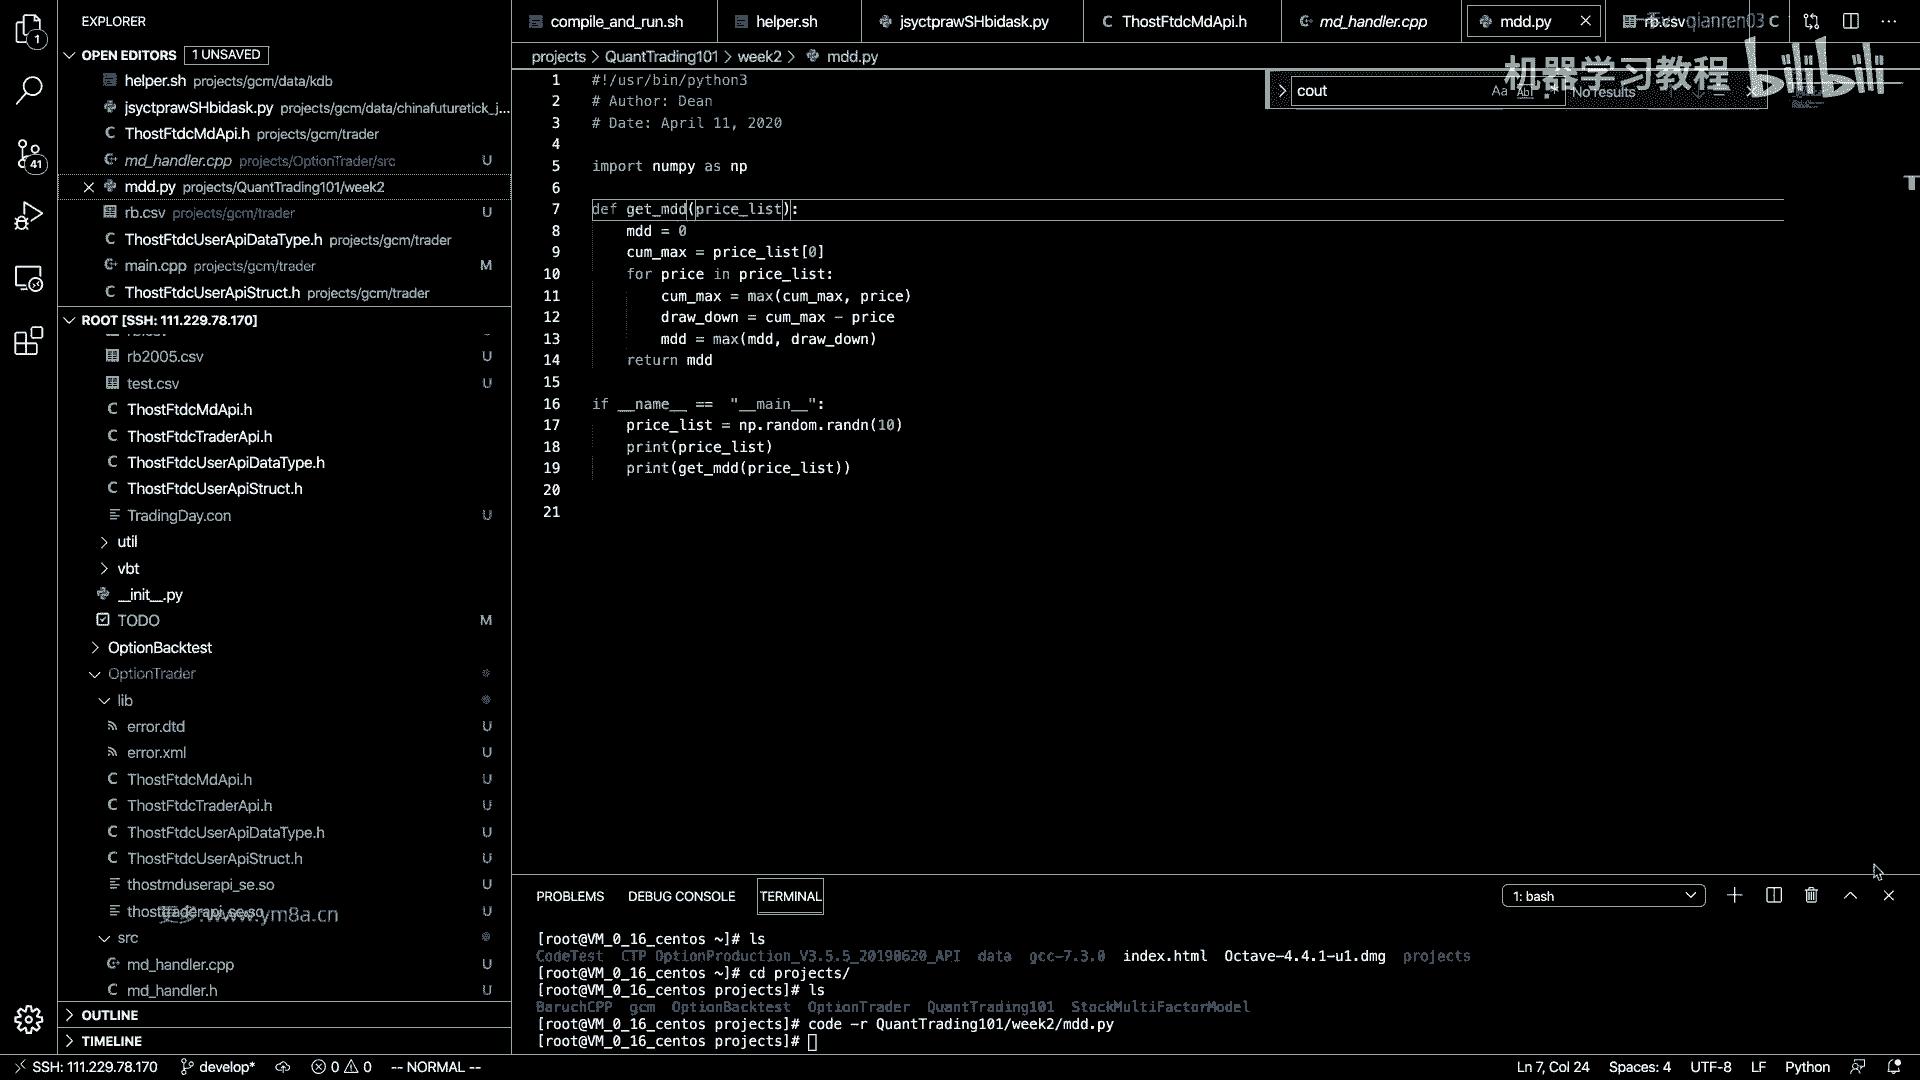 EXPLORER
OPEN EDITORS 1 UNSAVED
helper.sh projects/gcm/data/kdb
jsyctprawSHbidask.py projects/gcm/data/chinafuturetick_j...
ThostFtdcMdApi.h projects/gcm/trader
md_handler.cpp projects/OptionTrader/src U
mdd.py projects/QuantTrading101/week2
rb.csv projects/gcm/trader U
ThostFtdcUserApiDataType.h projects/gcm/trader
main.cpp projects/gcm/trader M
ThostFtdcUserApiStruct.h projects/gcm/trader
ROOT [SSH: 111.229.78.170]
rb2005.csv U
test.csv U
ThostFtdcMdApi.h
ThostFtdcTraderApi.h
ThostFtdcUserApiDataType.h
ThostFtdcUserApiStruct.h
TradingDay.con U
util
vbt
__init__.py
TODO M
OptionBacktest
OptionTrader
lib
error.dtd U
error.xml U
ThostFtdcMdApi.h U
ThostFtdcTraderApi.h U
ThostFtdcUserApiDataType.h U
ThostFtdcUserApiStruct.h U
thostmduserapi_se.so U
thosttraderapi_se.so U
www.ym8a.cn
src
md_handler.cpp U
md_handler.h U
OUTLINE
TIMELINE
compile_and_run.sh helper.sh jsyctprawSHbidask.py ThostFtdcMdApi.h md_handler.cpp mdd.py rb.csv
qianren03
projects > QuantTrading101 > week2 > mdd.py
机器学习教程 bilibili
cout Aa Abl .* No results
1 #!/usr/bin/python3
2 # Author: Dean
3 # Date: April 11, 2020
4
5 import numpy as np
6
7 def get_mdd(price_list):
8 mdd = 0
9 cum_max = price_list[0]
10 for price in price_list:
11 cum_max = max(cum_max, price)
12 draw_down = cum_max - price
13 mdd = max(mdd, draw_down)
14 return mdd
15
16 if __name__ == "__main__":
17 price_list = np.random.randn(10)
18 print(price_list)
19 print(get_mdd(price_list))
20
21
PROBLEMS DEBUG CONSOLE TERMINAL 1: bash
[root@VM_0_16_centos ~]# ls
CodeTest CTP OptionProduction_V3.5.5_20190620_API data gcc-7.3.0 index.html Octave-4.4.1-u1.dmg projects
[root@VM_0_16_centos ~]# cd projects/
[root@VM_0_16_centos projects]# ls
BaruchCPP gcm OptionBacktest OptionTrader QuantTrading101 StockMultiFactorModel
[root@VM_0_16_centos projects]# code -r QuantTrading101/week2/mdd.py
[root@VM_0_16_centos projects]#
SSH: 111.229.78.170 develop* 0 0 -- NORMAL -- Ln 7, Col 24 Spaces: 4 UTF-8 LF Python